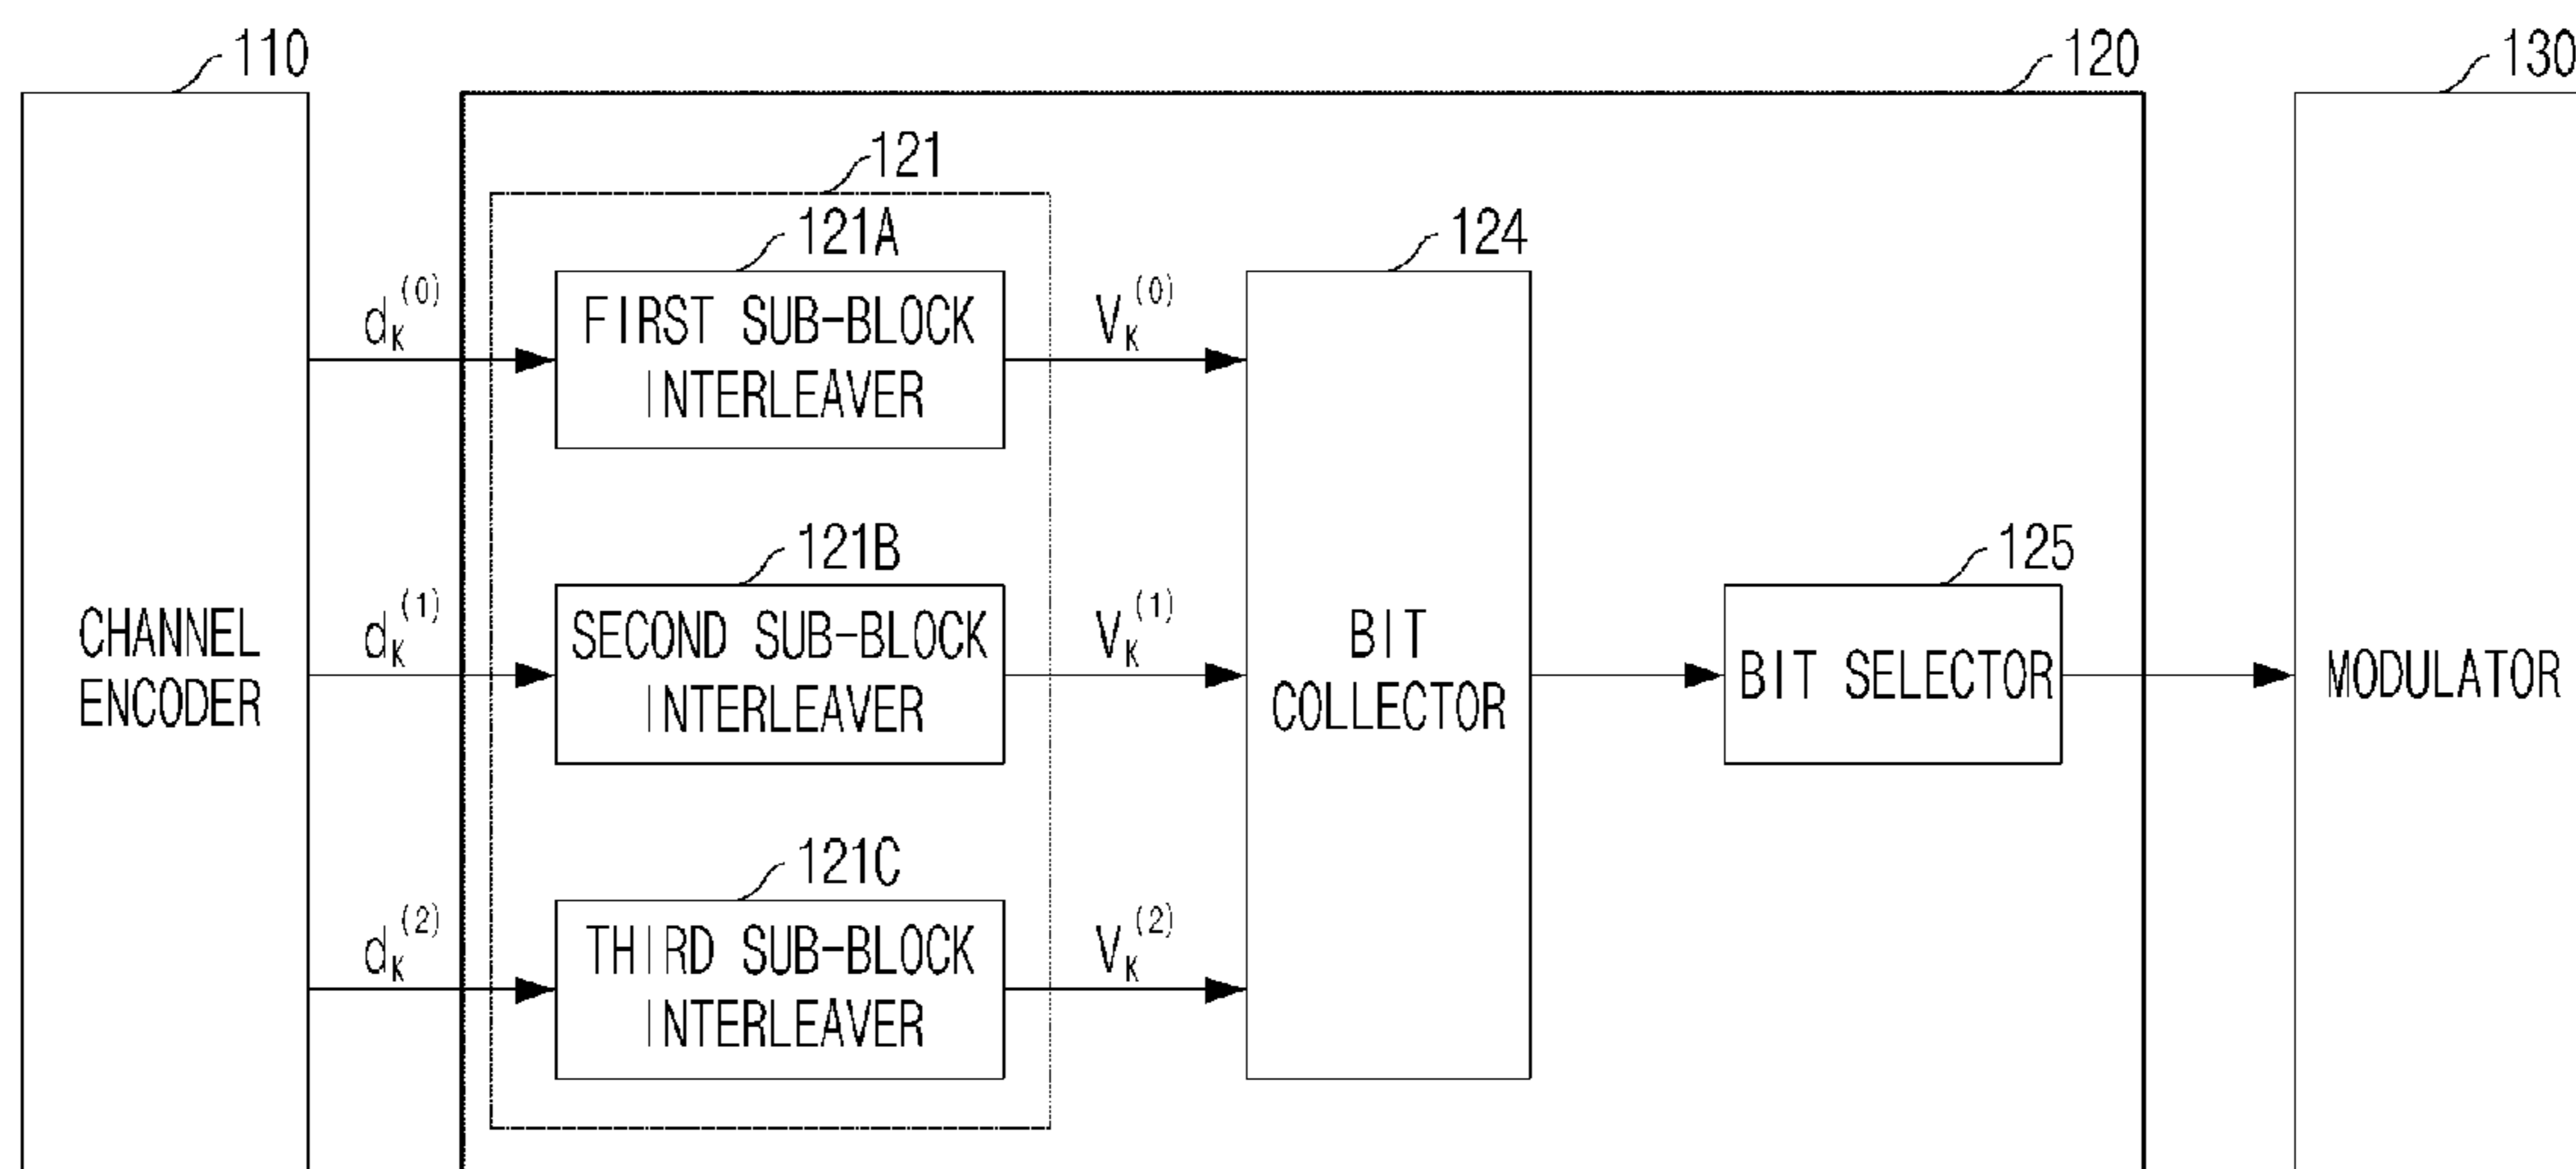 110
120
130
121
121A
124
d_K^(0)
FIRST SUB-BLOCK
INTERLEAVER
V_K^(0)
121B
125
CHANNEL
ENCODER
d_K^(1)
SECOND SUB-BLOCK
INTERLEAVER
V_K^(1)
BIT
COLLECTOR
BIT SELECTOR
MODULATOR
121C
d_K^(2)
THIRD SUB-BLOCK
INTERLEAVER
V_K^(2)